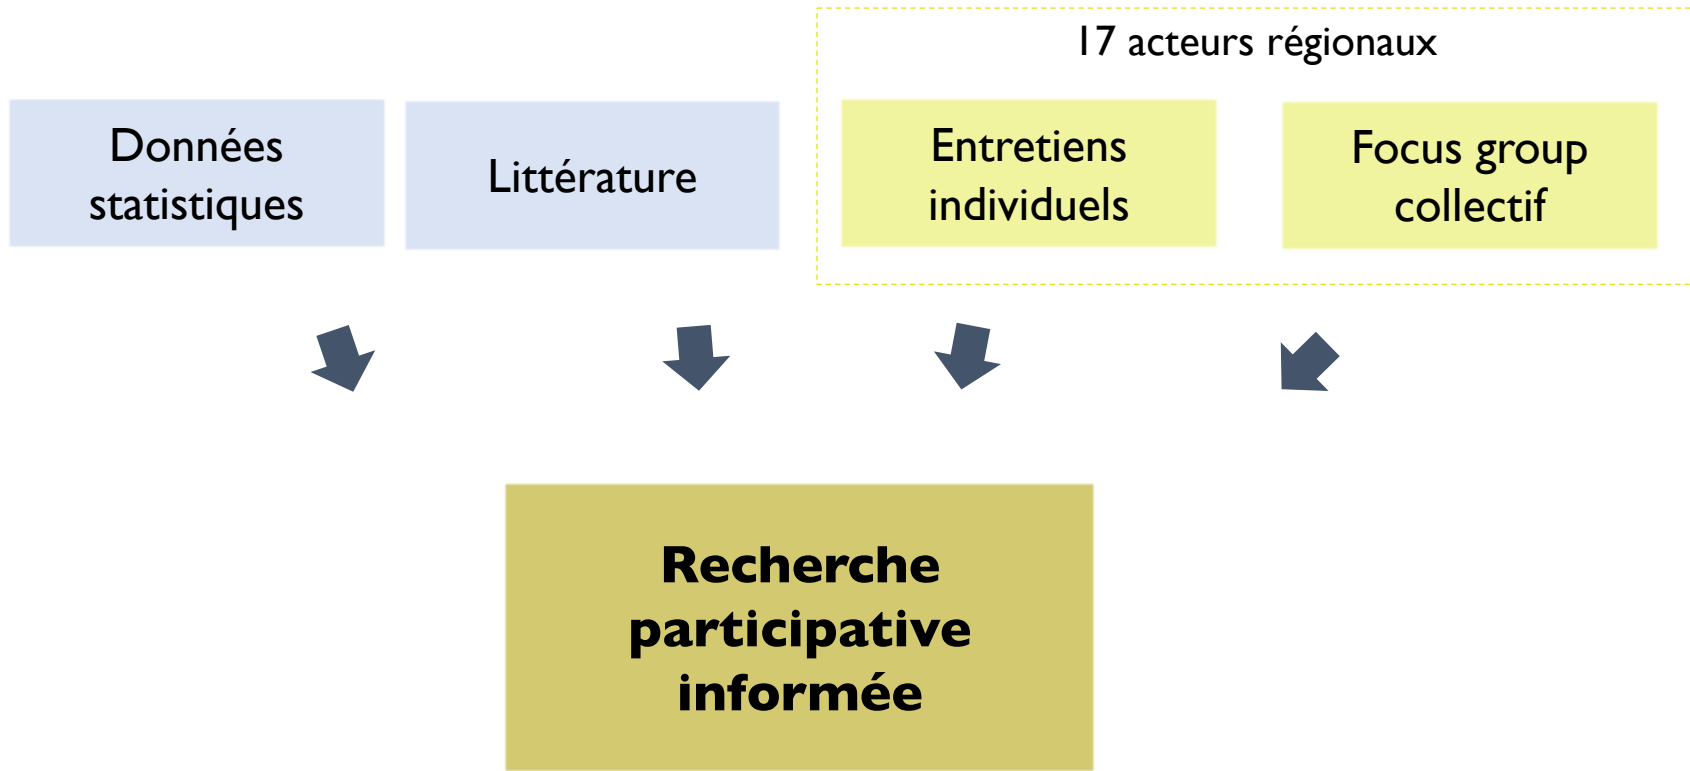 17 acteurs régionaux
Données
statistiques
Littérature
Entretiens
individuels
Focus group
collectif
Recherche
participative
informée